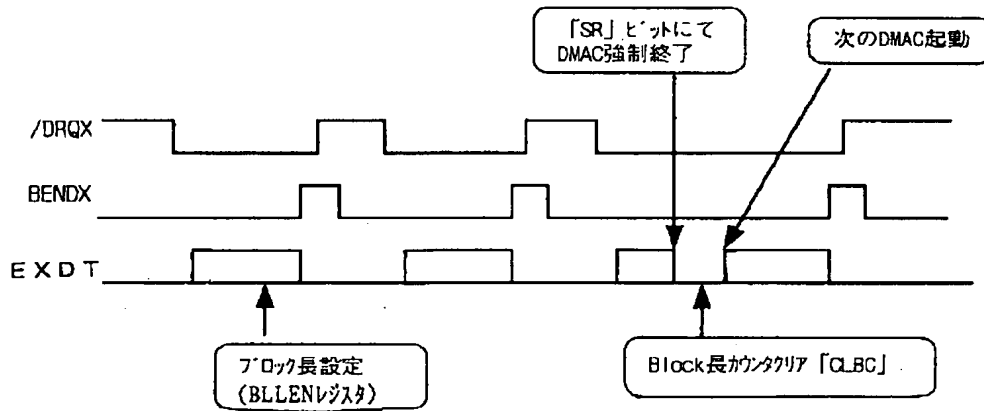 「SR」ビットにて
DMAC強制終了
次のDMAC起動
/DRQX
BENDX
EXDT
ブロック長設定
(BLLENレジスタ)
Block長カウンタクリア「CLBC」